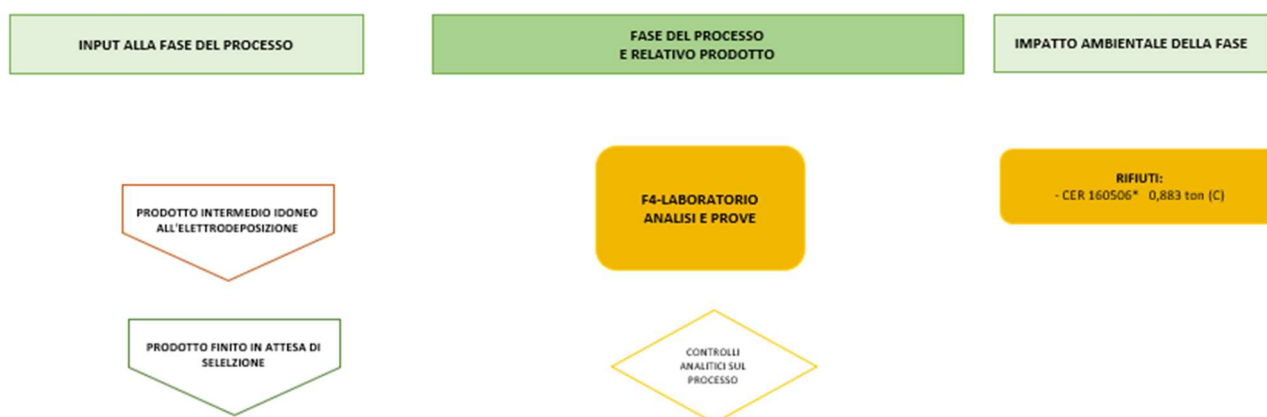 INPUT ALLA FASE DEL PROCESSO
FASE DEL PROCESSO
E RELATIVO PRODOTTO
IMPATTO AMBIENTALE DELLA FASE
PRODOTTO INTERMEDIO IDONEO
ALL'ELETTRODEPOSIZIONE
F4-LABORATORIO
ANALISI E PROVE
RIFIUTI:
- CER 160506* 0,883 ton (C)
PRODOTTO FINITO IN ATTESA DI
SELELZIONE
CONTROLLI
ANALITICI SUL
PROCESSO